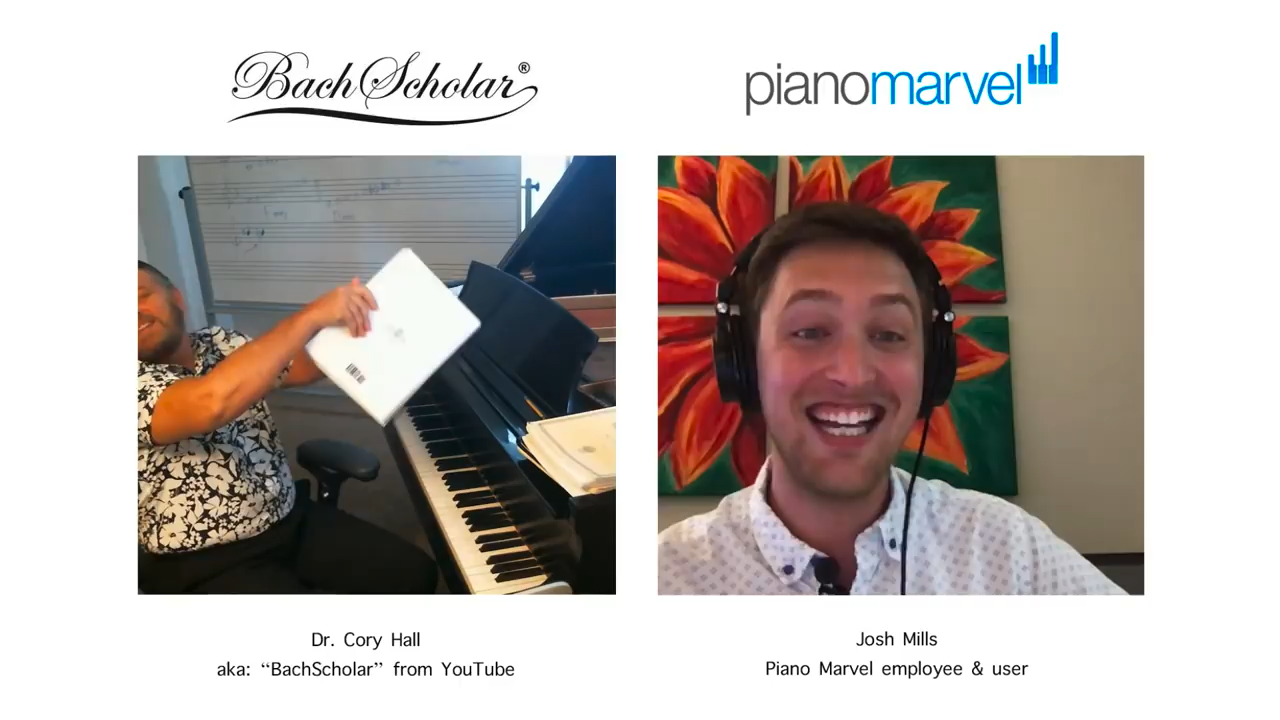 BachScholar®
pianomarvel
Dr. Cory Hall
aka: “BachScholar” from YouTube
Josh Mills
Piano Marvel employee & user